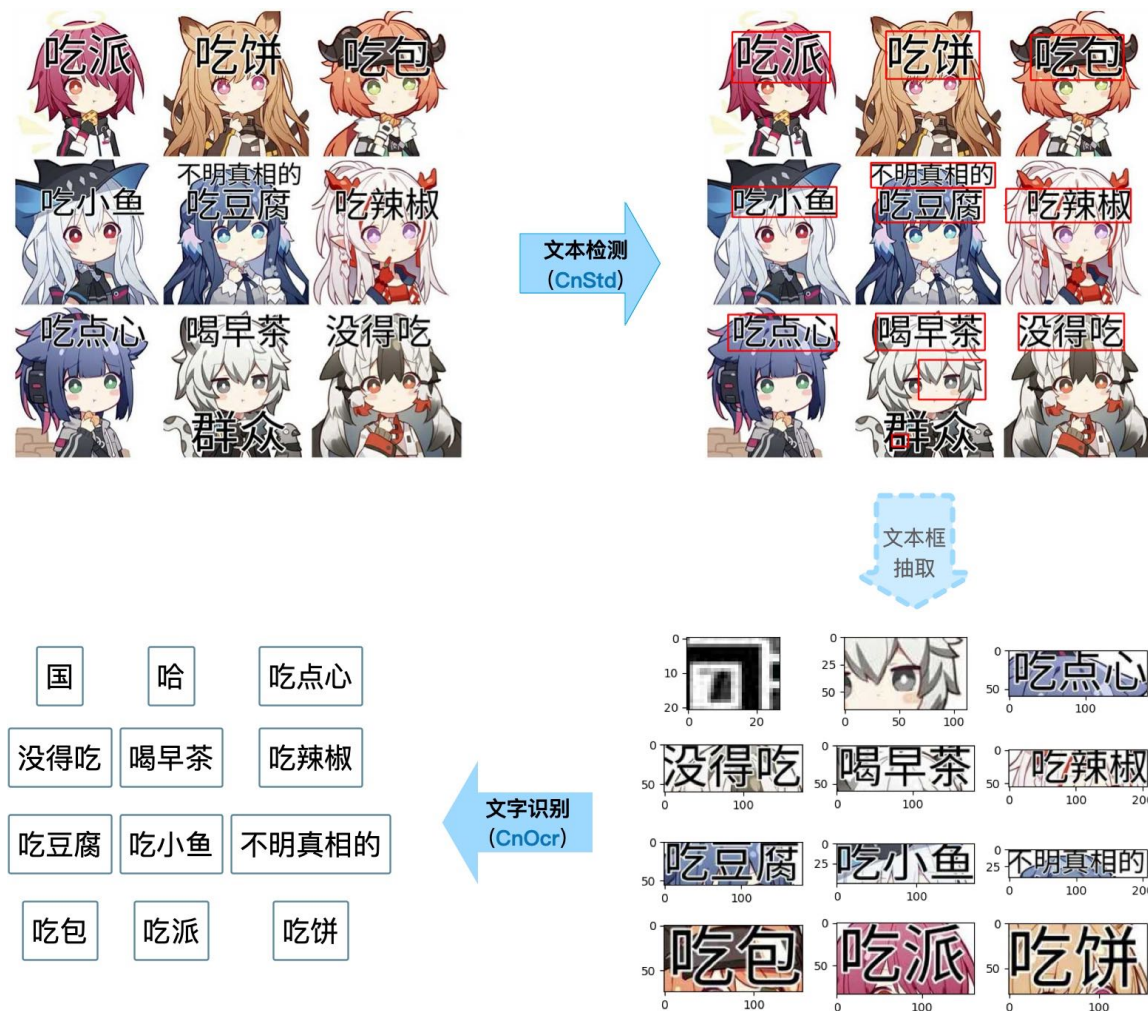 吃派
吃饼
吃包
吃小鱼
不明真相的
吃豆腐
吃辣椒
吃点心
喝早茶
没得吃
群众
文本检测
(CnStd)
吃派
吃饼
吃包
吃小鱼
不明真相的
吃豆腐
吃辣椒
吃点心
喝早茶
没得吃
群众
文本框
抽取
0
10
20
0
20
0
25
50
0
50
100
吃点心
0
50
100
没得吃
0
50
0
100
喝早茶
0
50
0
100
吃辣椒
0
50
0
100
200
吃豆腐
0
50
0
100
吃小鱼
0
25
0
100
不明真相的
0
25
0
100
200
吃包
0
50
0
100
吃派
0
50
0
100
吃饼
0
50
0
100
文字识别
(CnOcr)
国
哈
吃点心
没得吃
喝早茶
吃辣椒
吃豆腐
吃小鱼
不明真相的
吃包
吃派
吃饼